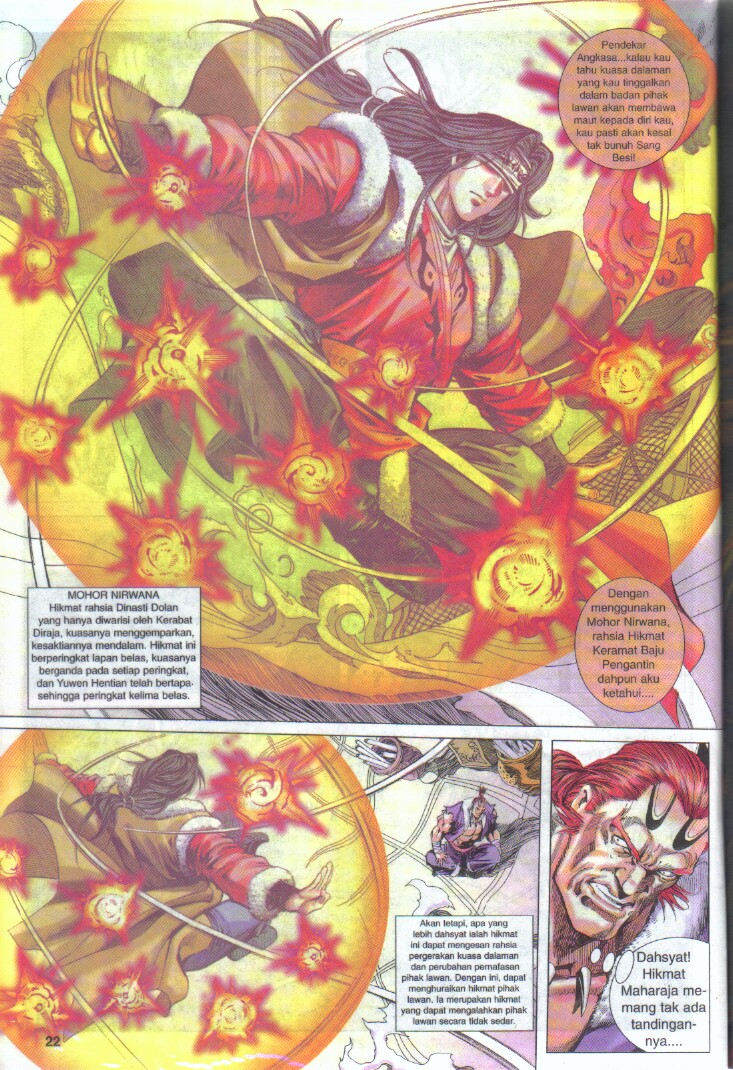 Pendekar
Angkasa...kalau kau
tahu kuasa dalaman
yang kau tinggalkan
dalam badan pihak
lawan akan membawa
maut kepada diri kau,
kau pasti akan kesal
tak bunuh Sang
Besi!
MOHOR NIRWANA
Hikmat rahsia Dinasti Dolan
yang hanya diwarisi oleh Kerabat
Diraja, kuasanya menggemparkan,
kesaktiannya mendalam. Hikmat ini
berperingkat lapan belas, kuasanya
berganda pada setiap peringkat,
dan Yuwen Hentian telah bertapa
sehingga peringkat kelima belas.
Dengan
menggunakan
Mohor Nirwana,
rahsia Hikmat
Keramat Baju
Pengantin
dahpun aku
ketahui....
Akan tetapi, apa yang
lebih dahsyat ialah hikmat
ini dapat mengesan rahsia
pergerakan kuasa dalaman
dan perubahan pernafasan
pihak lawan. Dengan ini, dapat
menghuraikan hikmat pihak
lawan. Ia merupakan hikmat
yang dapat mengalahkan pihak
lawan secara tidak sedar.
Dahsyat!
Hikmat
Maharaja me-
mang tak ada
tandingan-
nya....
22